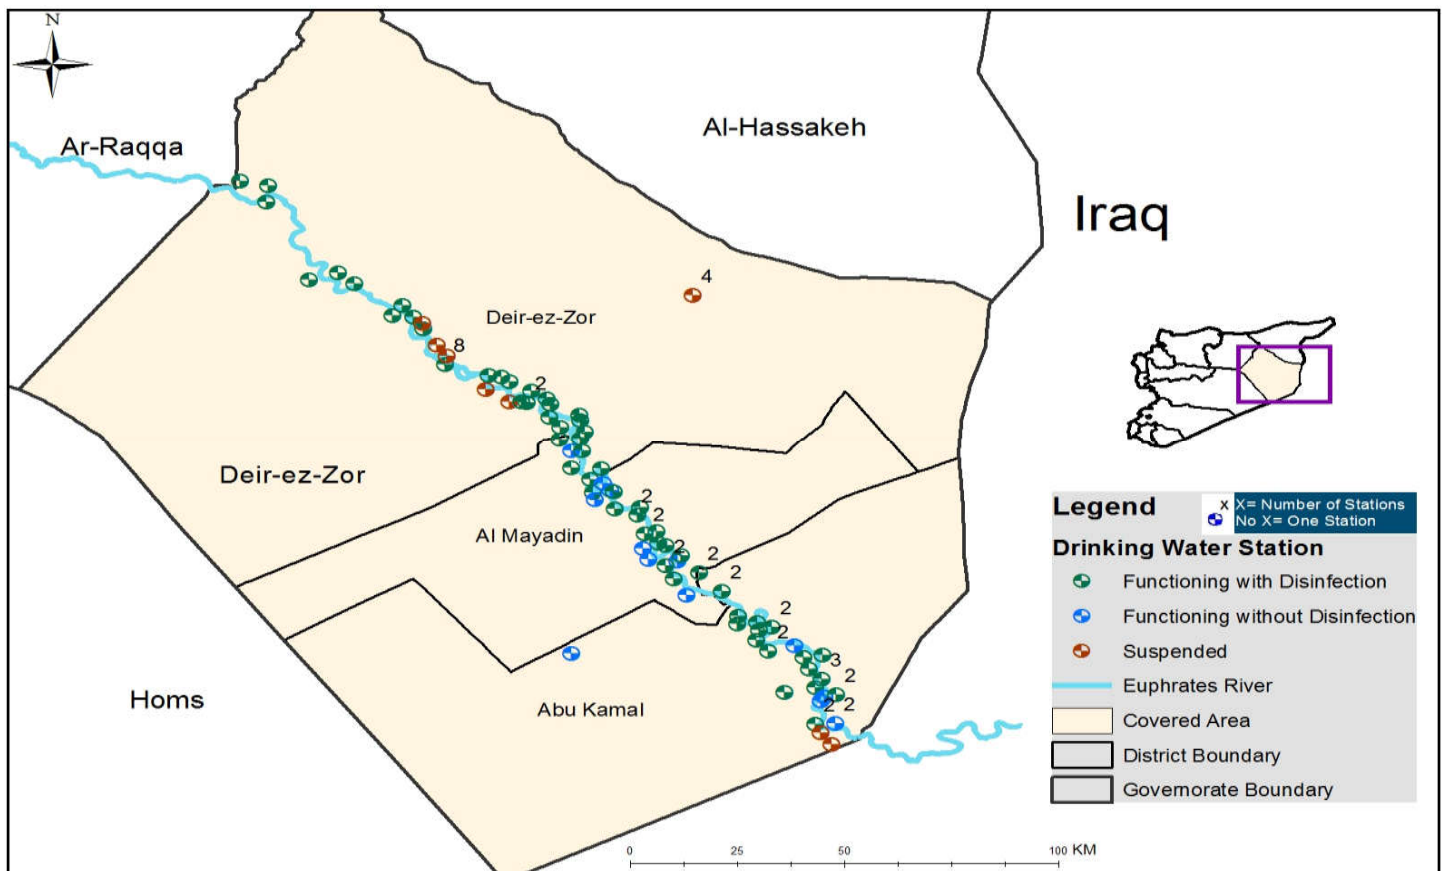 N
Ar-Raqqa
Al-Hassakeh
Iraq
4
Deir-ez-Zor
8
2
Deir-ez-Zor
2
2
Al Mayadin
2
2
2
2
2
3
2
2
2
Homs
Abu Kamal
Legend
X
X= Number of Stations
No X= One Station
Drinking Water Station
Functioning with Disinfection
Functioning without Disinfection
Suspended
Euphrates River
Covered Area
District Boundary
Governorate Boundary
0 25 50 100 KM